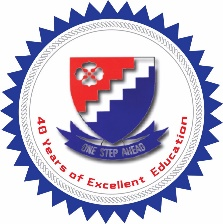 ONE STEP AHEAD
40 Years of Excellent Education